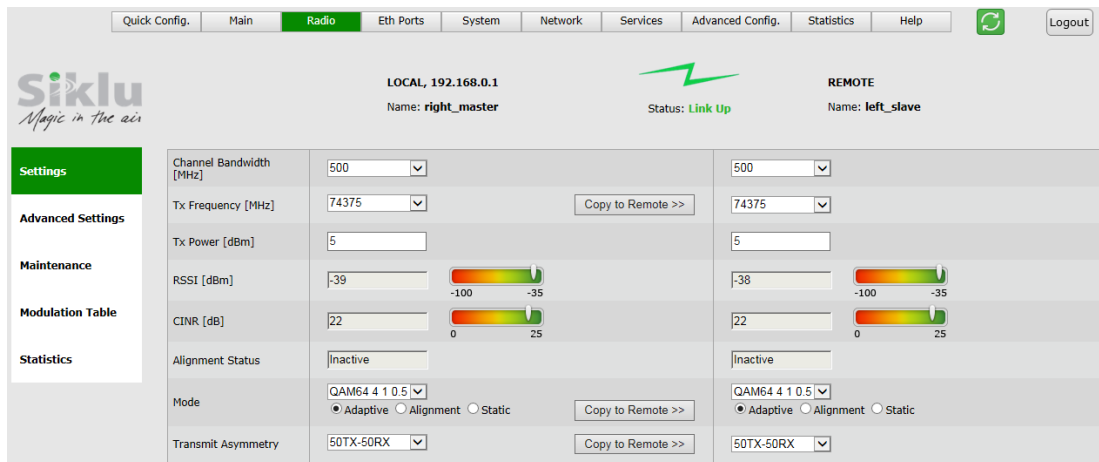 Quick Config. Main Radio Eth Ports System Network Services Advanced Config. Statistics Help Logout
Siklu
Magic in the air
LOCAL, 192.168.0.1 REMOTE
Name: right_master Status: Link Up Name: left_slave
Settings
Advanced Settings
Maintenance
Modulation Table
Statistics
Channel Bandwidth
[MHz] 500 500
Tx Frequency [MHz] 74375 Copy to Remote >> 74375
Tx Power [dBm] 5 5
RSSI [dBm] -39 -38
-100 -35 -100 -35
CINR [dB] 22 22
0 25 0 25
Alignment Status Inactive Inactive
Mode QAM64 4 1 0.5 QAM64 4 1 0.5
Adaptive Alignment Static Copy to Remote >> Adaptive Alignment Static
Transmit Asymmetry 50TX-50RX Copy to Remote >> 50TX-50RX